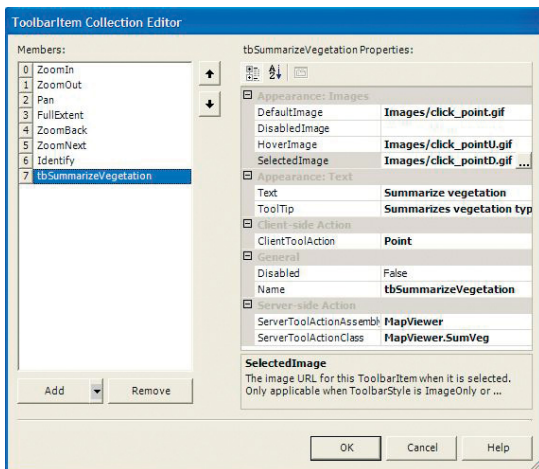 ToolbarItem Collection Editor
Members:
0 ZoomIn
1 ZoomOut
2 Pan
3 FullExtent
4 ZoomBack
5 ZoomNext
6 Identify
7 tbSummarizeVegetation
Add
Remove
tbSummarizeVegetation Properties:
Appearance: Images
DefaultImage Images/click_point.gif
DisabledImage
HoverImage Images/click_pointU.gif
SelectedImage Images/click_pointD.gif ...
Appearance: Text
Text Summarize vegetation
ToolTip Summarizes vegetation typ
Client-side Action
ClientToolAction Point
General
Disabled False
Name tbSummarizeVegetation
Server-side Action
ServerToolActionAssembl MapViewer
ServerToolActionClass MapViewer.SumVeg
SelectedImage
The image URL for this ToolbarItem when it is selected.
Only applicable when ToolbarStyle is ImageOnly or ...
OK Cancel Help